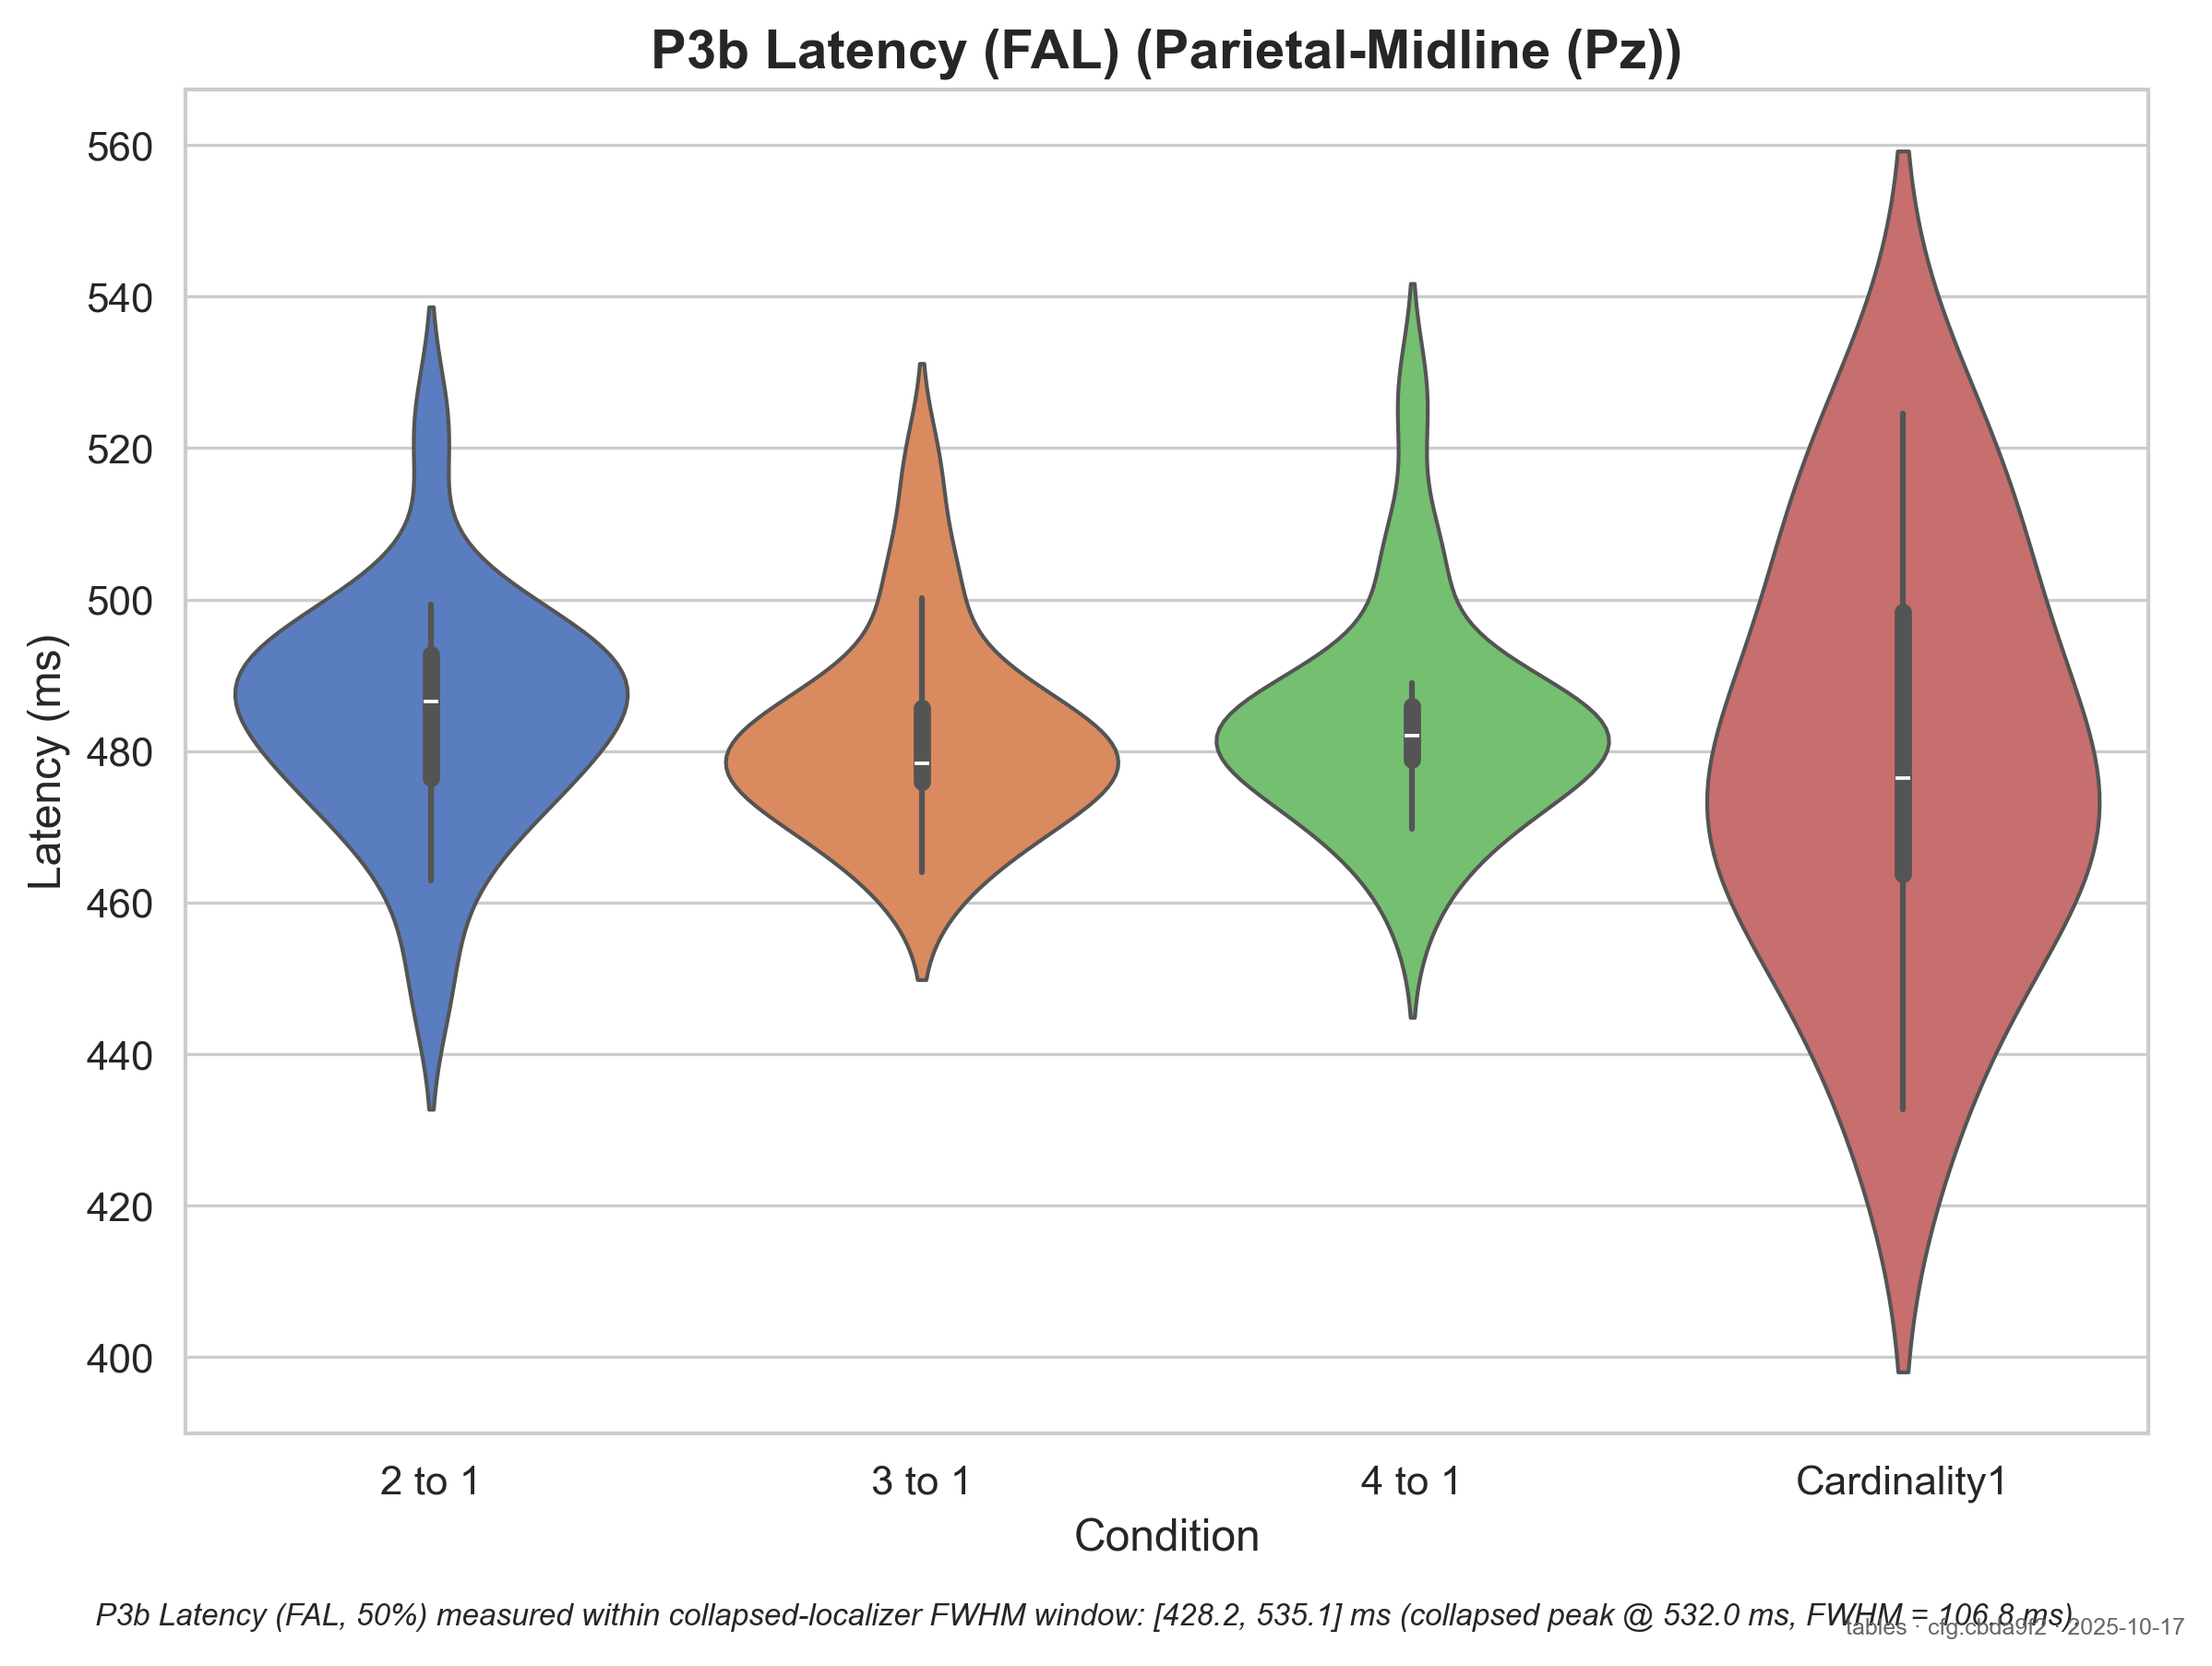 P3b Latency (FAL) (Parietal-Midline (Pz))
560
540
520
500
480
460
440
420
400
Latency (ms)
2 to 1
3 to 1
4 to 1
Cardinality1
Condition
P3b Latency (FAL, 50%) measured within collapsed-localizer FWHM window: [428.2, 535.1] ms (collapsed peak @ 532.0 ms, FWHM = 106.8 ms)
tables · cfg.cbda9f2 · 2025-10-17